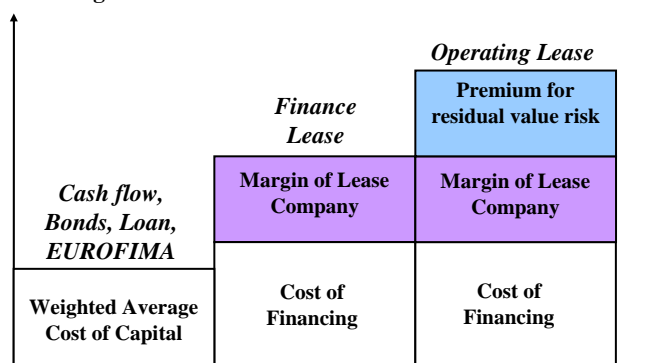 Operating Lease
Premium for
residual value risk
Finance
Lease
Margin of Lease
Company
Margin of Lease
Company
Cash flow,
Bonds, Loan,
EUROFIMA
Weighted Average
Cost of Capital
Cost of
Financing
Cost of
Financing